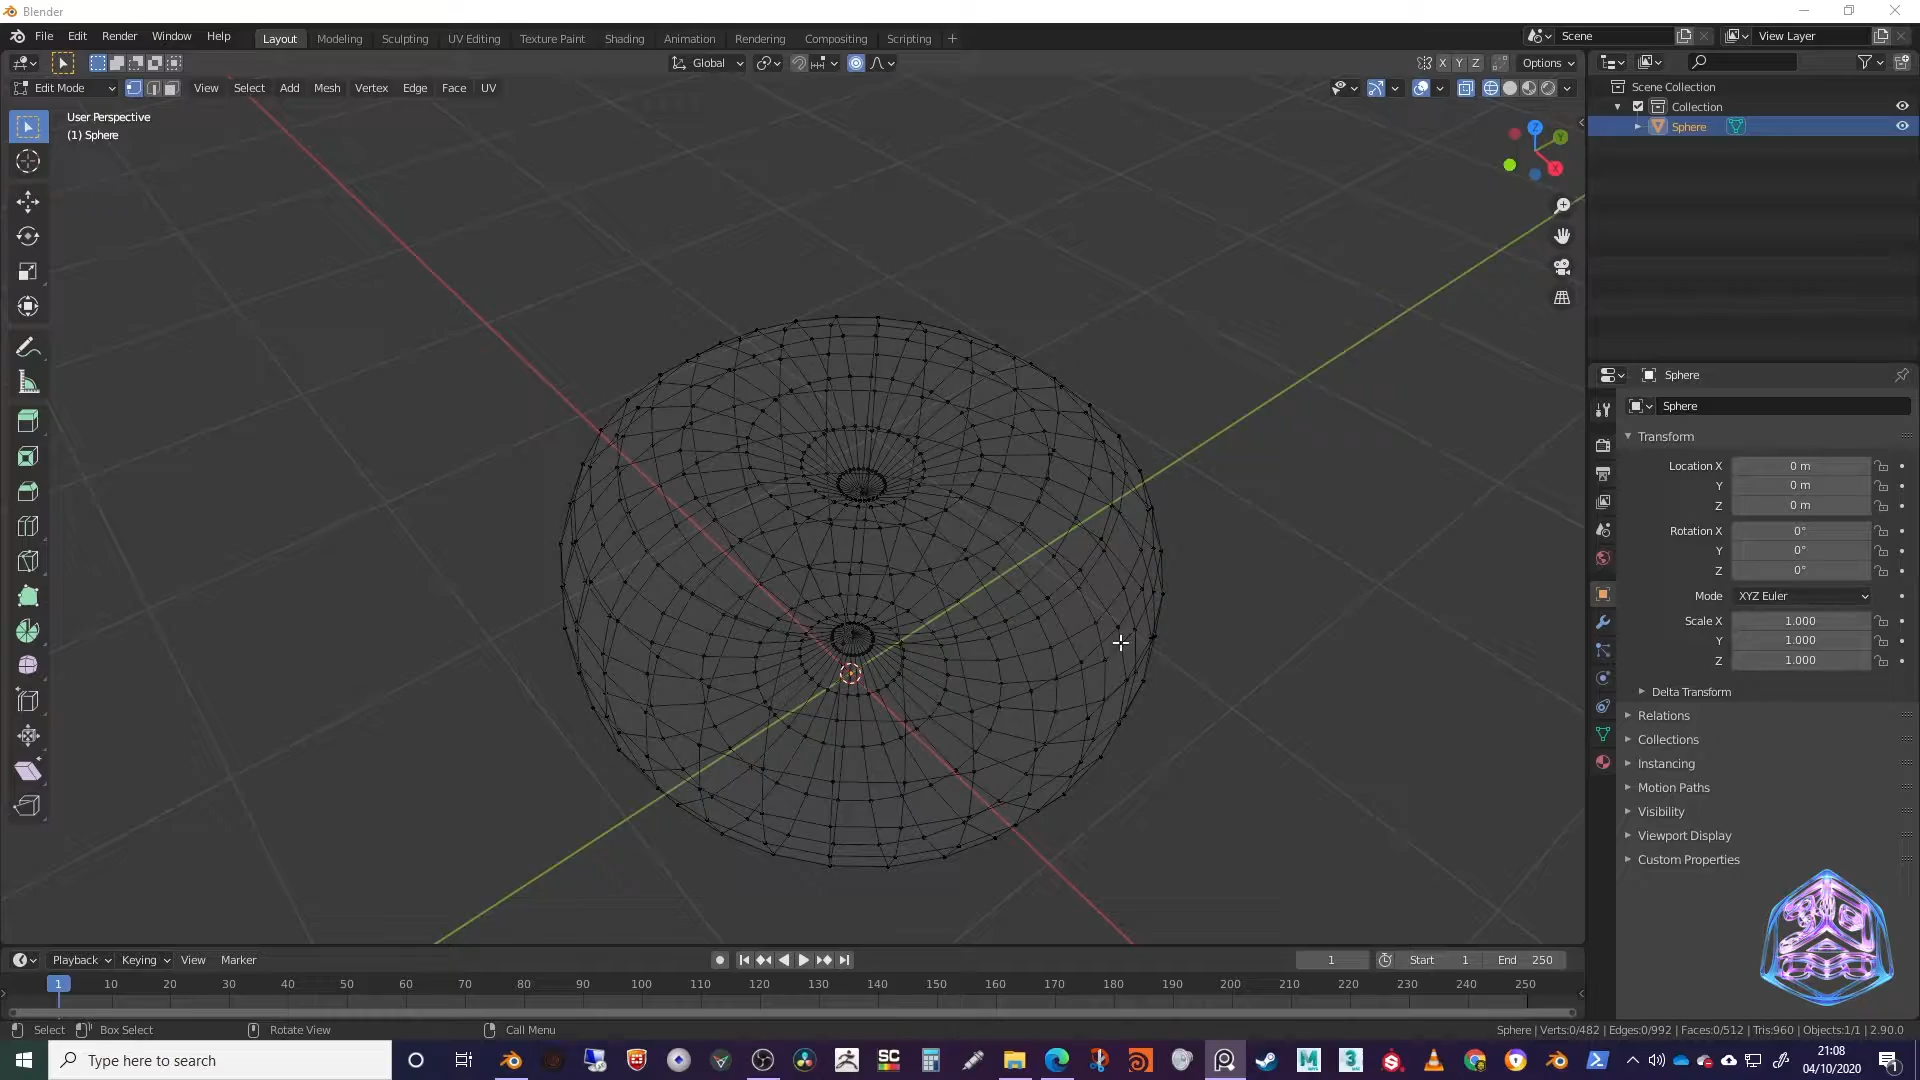 Blender
File Edit Render Window Help
Layout Modeling Sculpting UV Editing Texture Paint Shading Animation Rendering Compositing Scripting +
Scene
View Layer
Global
X Y Z Options
Edit Mode View Select Add Mesh Vertex Edge Face UV
User Perspective
(1) Sphere
Z
Y
X
Scene Collection
Collection
Sphere
Sphere
Sphere
Transform
Location X 0 m
Y 0 m
Z 0 m
Rotation X 0°
Y 0°
Z 0°
Mode XYZ Euler
Scale X 1.000
Y 1.000
Z 1.000
Delta Transform
Relations
Collections
Instancing
Motion Paths
Visibility
Viewport Display
Custom Properties
Playback Keying View Marker
1 Start 1 End 250
1 10 20 30 40 50 60 70 80 90 100 110 120 130 140 150 160 170 180 190 200 210 220 230 240 250
Select Box Select Rotate View Call Menu
Sphere | Verts:0/482 | Edges:0/992 | Faces:0/512 | Tris:960 | Objects:1/1 | 2.90.0
Type here to search
SC
M
3
S
21:08
04/10/2020
1